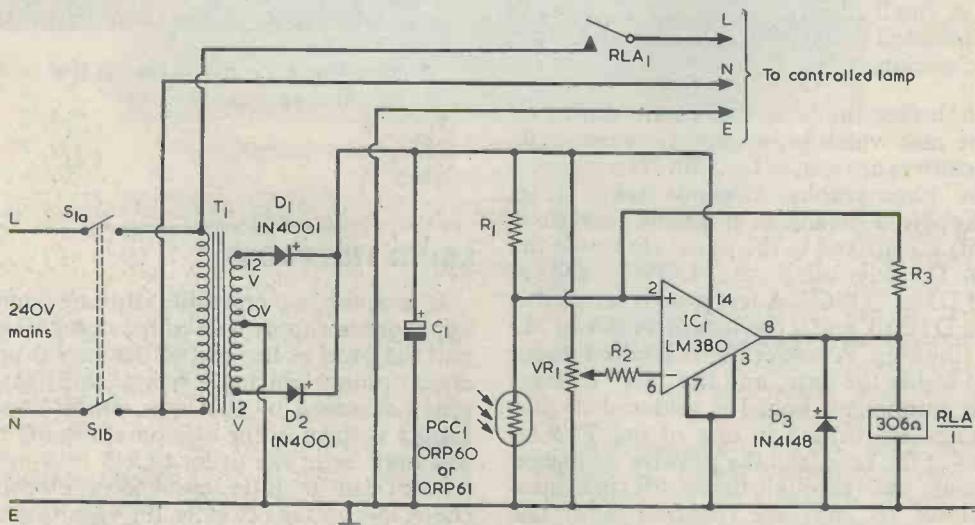 L
RLA1
N
To controlled lamp
E
L
S1a
T1
D1
1N4001
12
V
0V
240V
mains
C1
R1
2
+
14
IC1
LM380
8
3
R3
VR1
R2
6
−
7
N
S1b
12
V
D2
1N4001
PCC1
ORP60
or
ORP61
D3
1N4148
306Ω
RLA
E